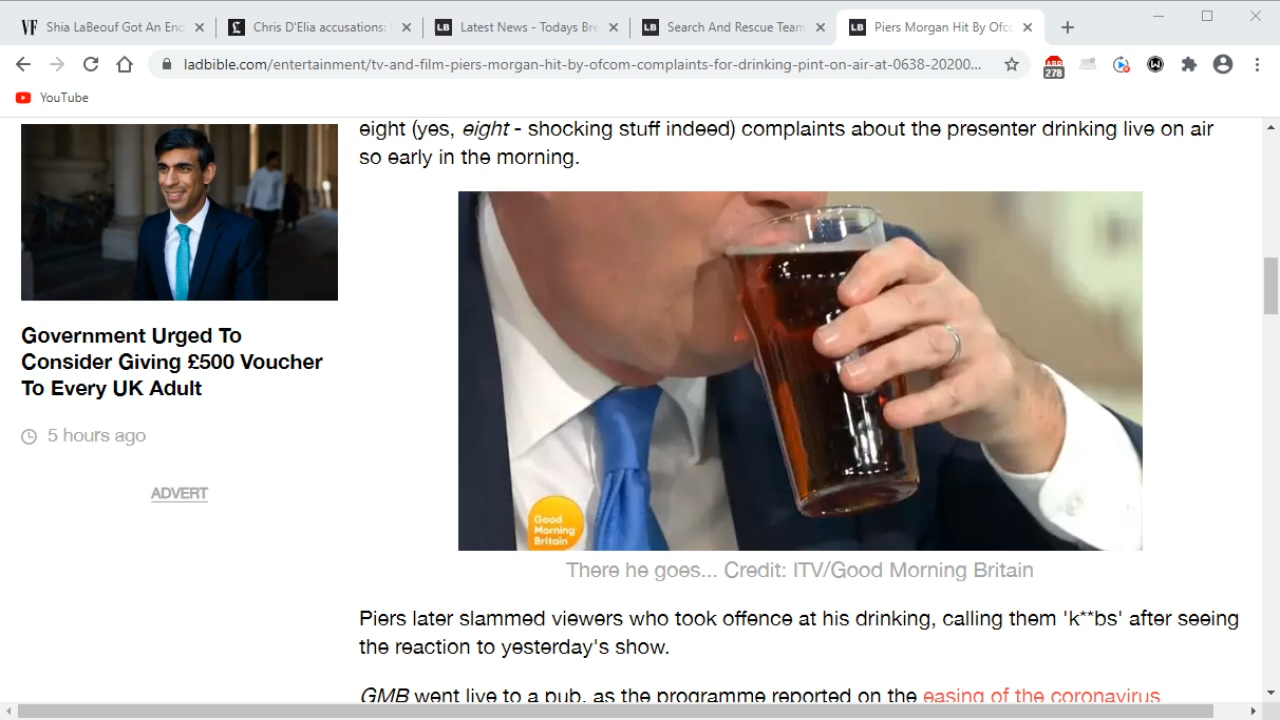 Shia LaBeouf Got An Eno
Chris D'Elia accusations:
LB
Latest News - Todays Bre
LB
Search And Rescue Team
LB
Piers Morgan Hit By Ofc
ladbible.com/entertainment/tv-and-film-piers-morgan-hit-by-ofcom-complaints-for-drinking-pint-on-air-at-0638-20200...
278
YouTube
eight (yes, eight - shocking stuff indeed) complaints about the presenter drinking live on air
so early in the morning.
Good
Morning
Britain
There he goes... Credit: ITV/Good Morning Britain
Government Urged To
Consider Giving £500 Voucher
To Every UK Adult
5 hours ago
ADVERT
Piers later slammed viewers who took offence at his drinking, calling them 'k**bs' after seeing
the reaction to yesterday's show.
GMB went live to a pub, as the programme reported on the easing of the coronavirus